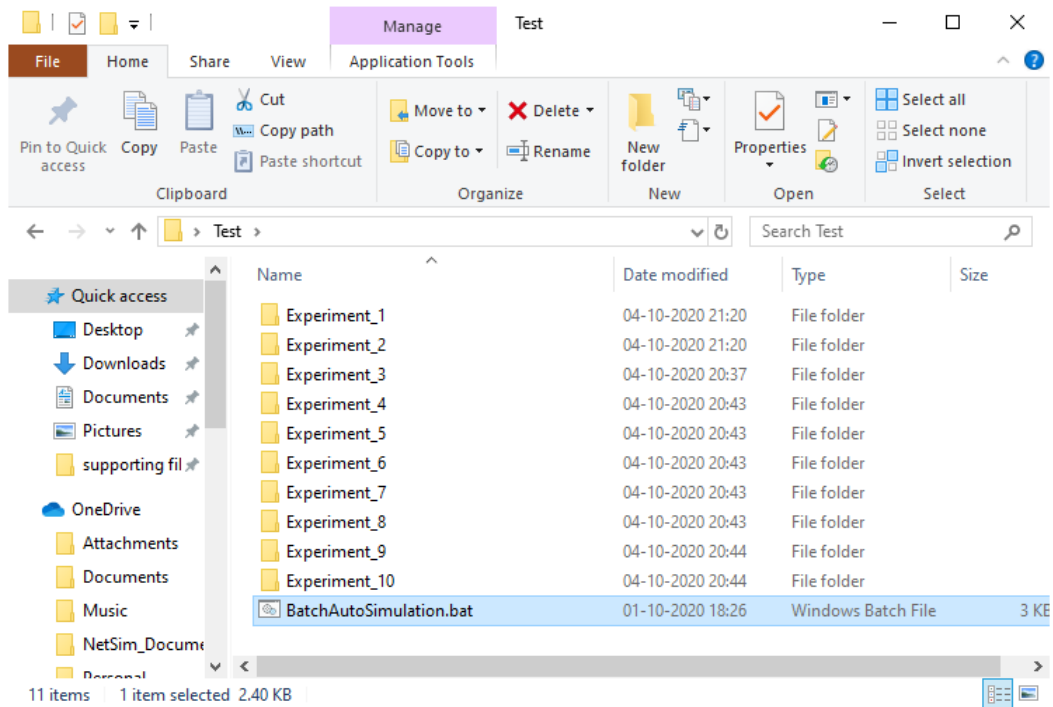 Manage Test
File Home Share View Application Tools
Pin to Quick access
Copy
Paste
Cut
Copy path
Paste shortcut
Clipboard
Move to
Copy to
Delete
Rename
Organize
New folder
New
Properties
Open
Select all
Select none
Invert selection
Select
Test
Search Test
Name Date modified Type Size
Quick access
Desktop
Downloads
Documents
Pictures
supporting fil
OneDrive
Attachments
Documents
Music
NetSim_Docume
Personal
Experiment_1 04-10-2020 21:20 File folder
Experiment_2 04-10-2020 21:20 File folder
Experiment_3 04-10-2020 20:37 File folder
Experiment_4 04-10-2020 20:43 File folder
Experiment_5 04-10-2020 20:43 File folder
Experiment_6 04-10-2020 20:43 File folder
Experiment_7 04-10-2020 20:43 File folder
Experiment_8 04-10-2020 20:43 File folder
Experiment_9 04-10-2020 20:44 File folder
Experiment_10 04-10-2020 20:44 File folder
BatchAutoSimulation.bat 01-10-2020 18:26 Windows Batch File 3 KB
11 items 1 item selected 2.40 KB